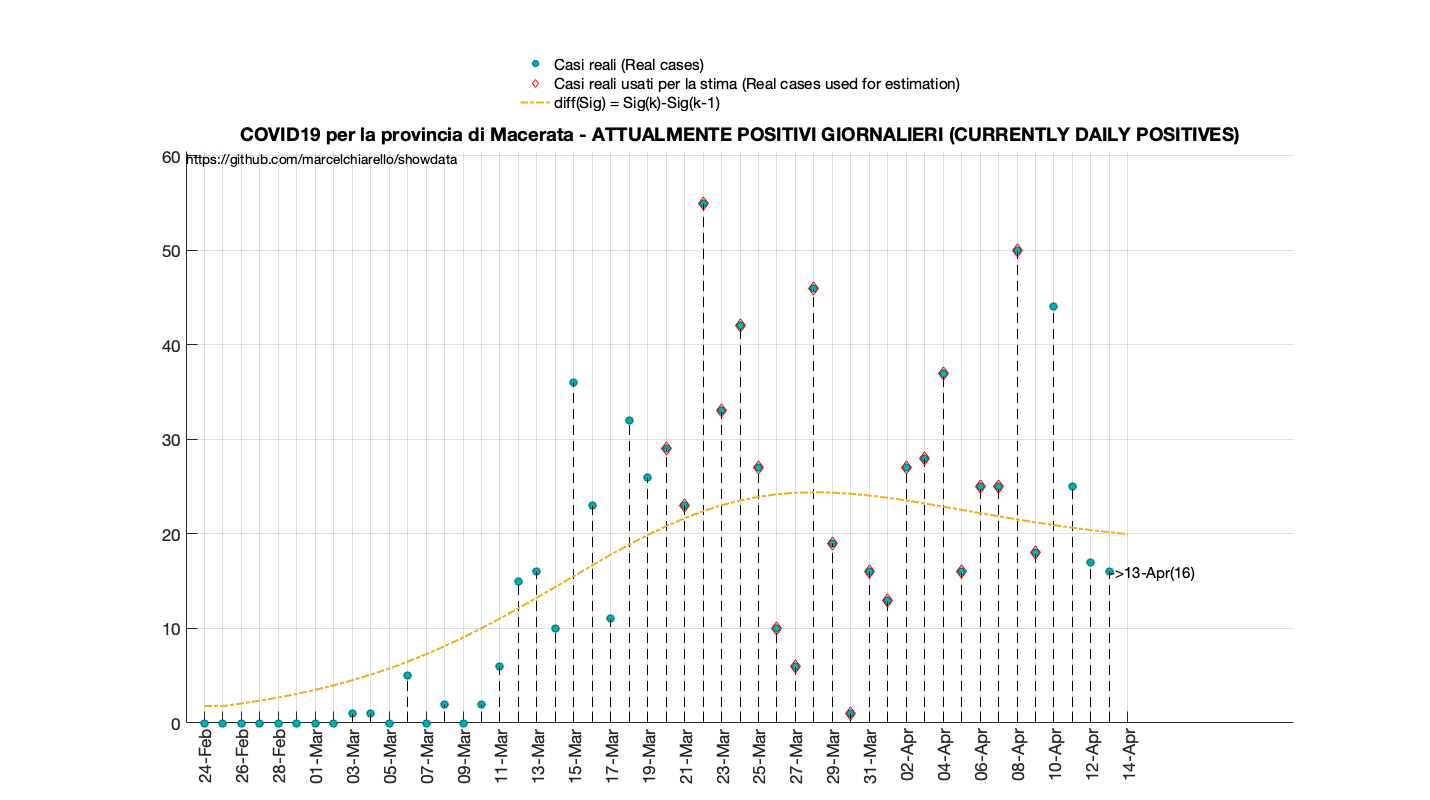 Casi reali (Real cases)
Casi reali usati per la stima (Real cases used for estimation)
diff(Sig) = Sig(k)-Sig(k-1)
COVID19 per la provincia di Macerata - ATTUALMENTE POSITIVI GIORNALIERI (CURRENTLY DAILY POSITIVES)
https://github.com/marcelchiarello/showdata
60
50
40
30
20
10
0
->13-Apr(16)
24-Feb
26-Feb
28-Feb
01-Mar
03-Mar
05-Mar
07-Mar
09-Mar
11-Mar
13-Mar
15-Mar
17-Mar
19-Mar
21-Mar
23-Mar
25-Mar
27-Mar
29-Mar
31-Mar
02-Apr
04-Apr
06-Apr
08-Apr
10-Apr
12-Apr
14-Apr